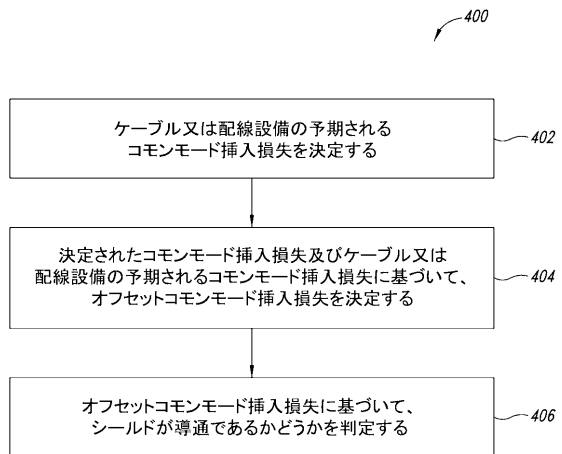 400
ケーブル又は配線設備の予期される
コモンモード挿入損失を決定する
402
決定されたコモンモード挿入損失及びケーブル又は
配線設備の予期されるコモンモード挿入損失に基づいて、
オフセットコモンモード挿入損失を決定する
404
オフセットコモンモード挿入損失に基づいて、
シールドが導通であるかどうかを判定する
406